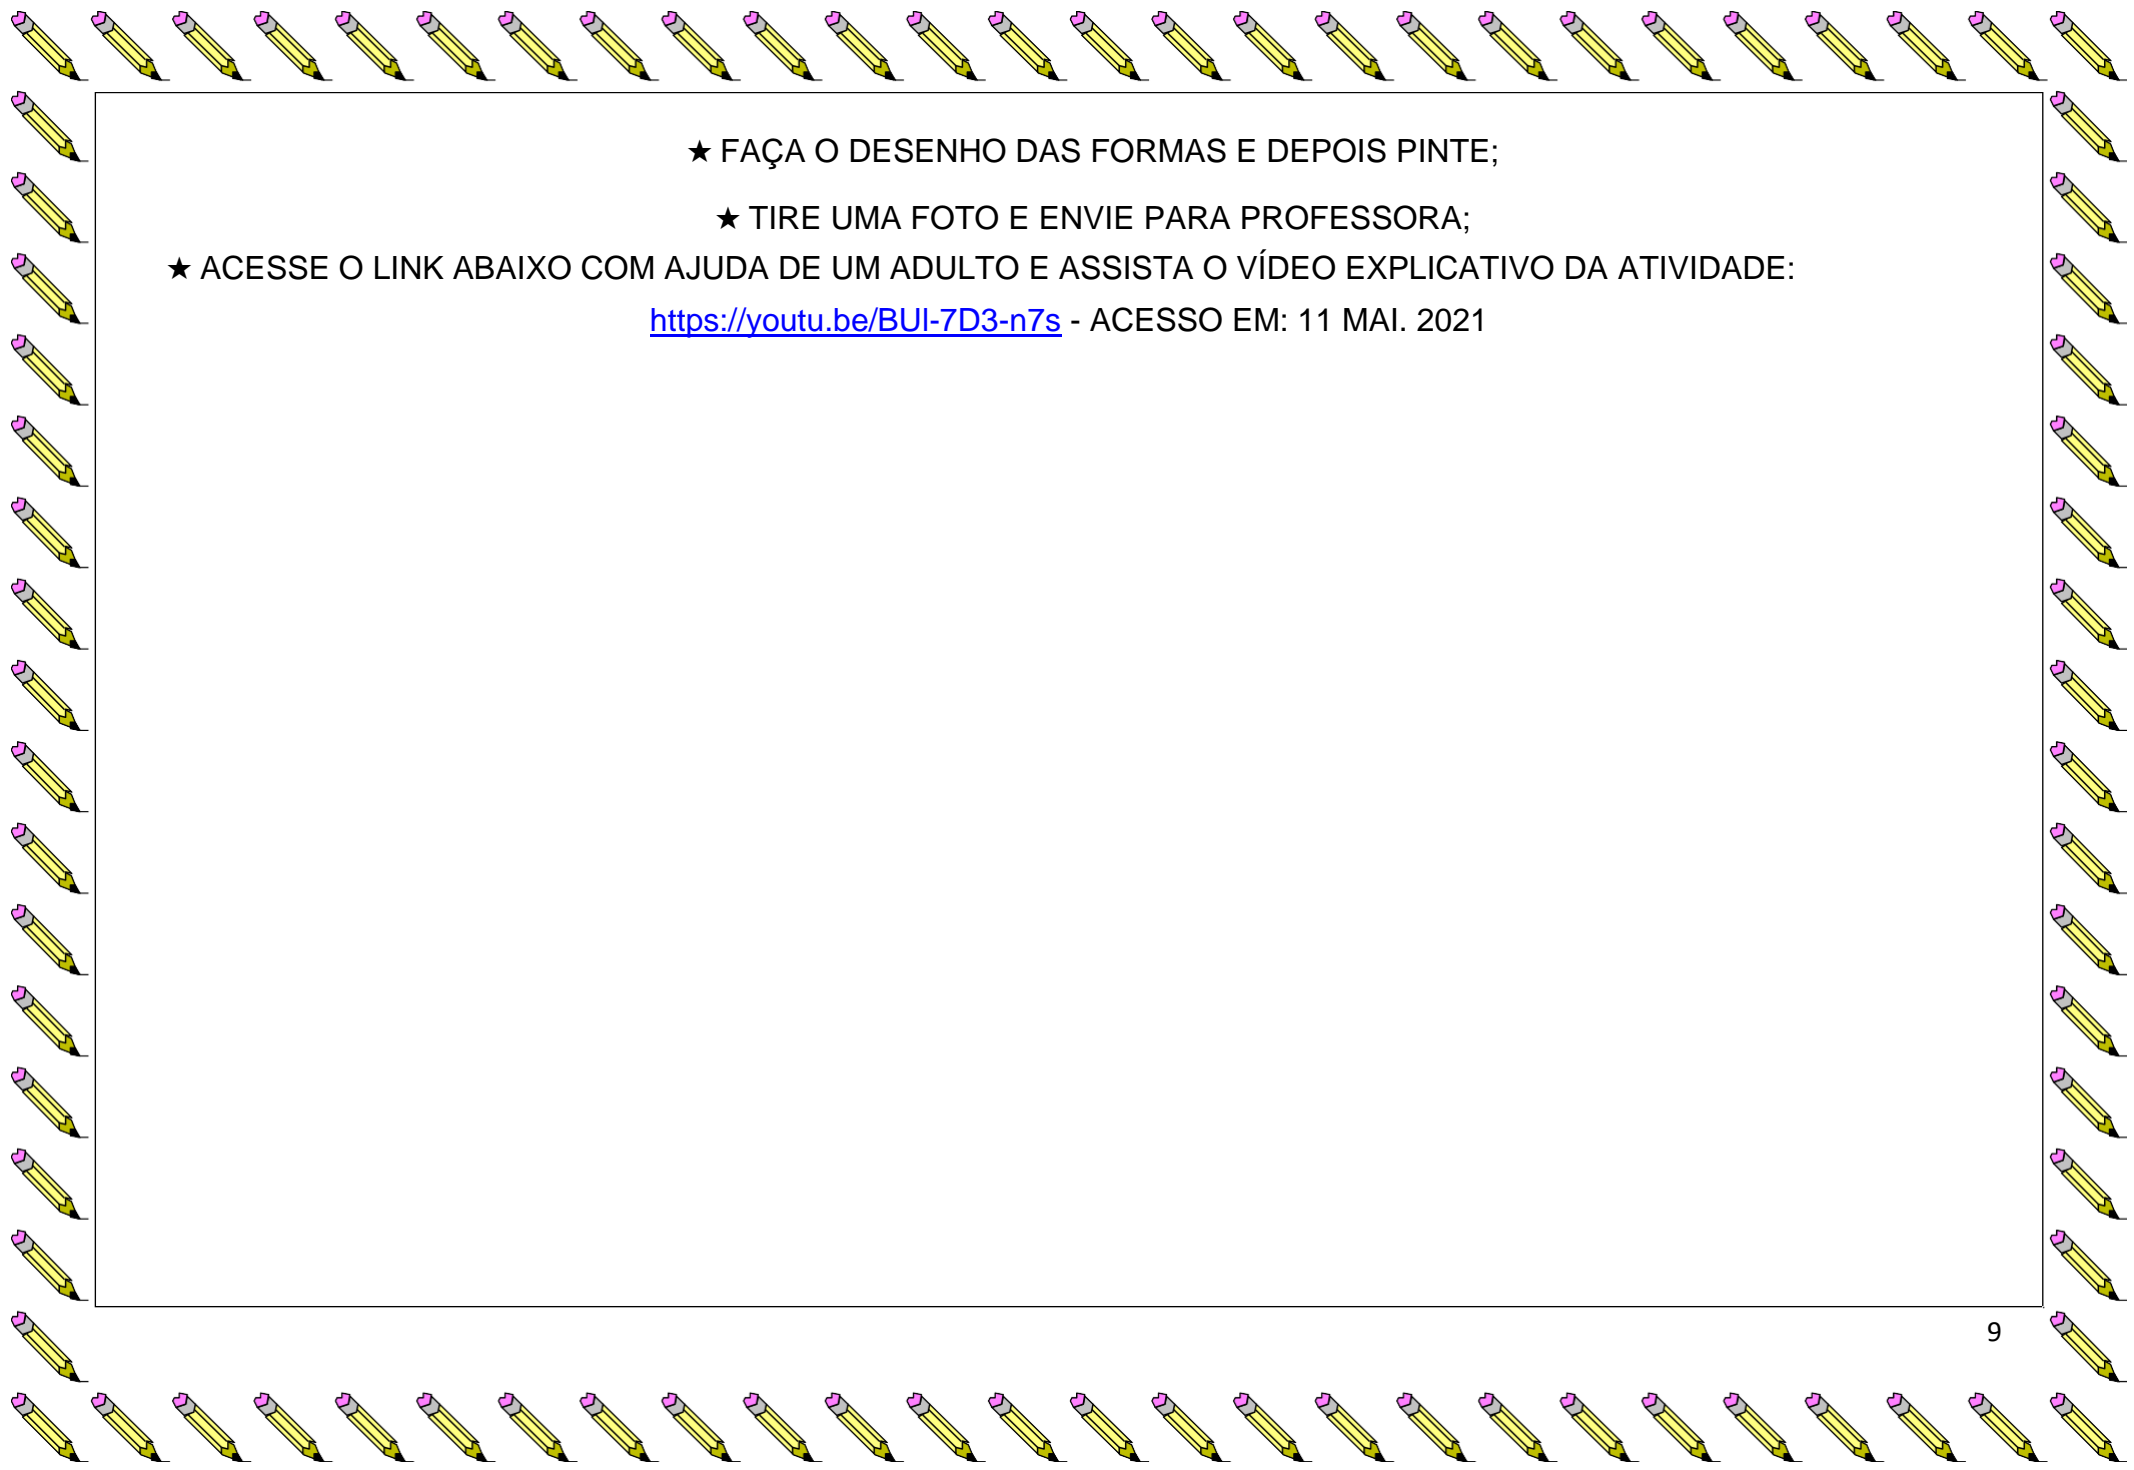 ★ FAÇA O DESENHO DAS FORMAS E DEPOIS PINTE;
★ TIRE UMA FOTO E ENVIE PARA PROFESSORA;
★ ACESSE O LINK ABAIXO COM AJUDA DE UM ADULTO E ASSISTA O VÍDEO EXPLICATIVO DA ATIVIDADE:
https://youtu.be/BUI-7D3-n7s - ACESSO EM: 11 MAI. 2021
9